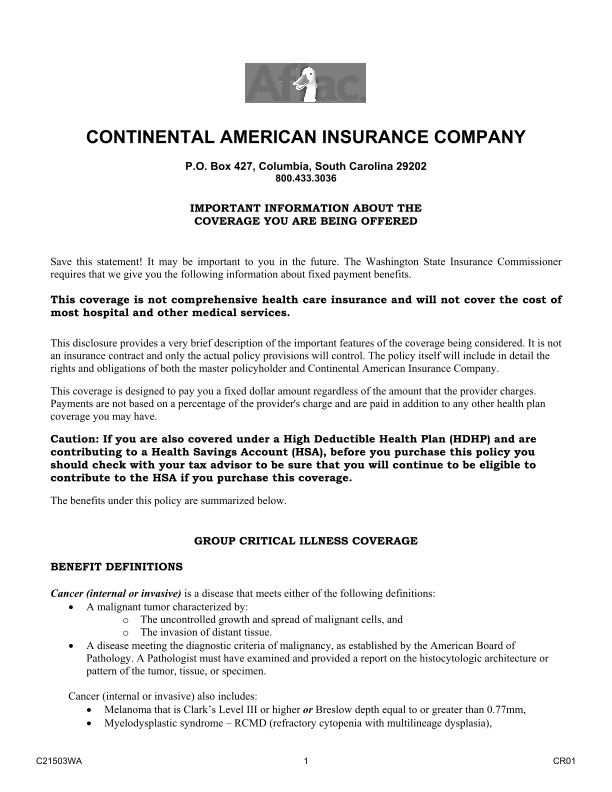 Aflac
CONTINENTAL AMERICAN INSURANCE COMPANY
P.O. Box 427, Columbia, South Carolina 29202
800.433.3036
IMPORTANT INFORMATION ABOUT THE
COVERAGE YOU ARE BEING OFFERED
Save this statement! It may be important to you in the future. The Washington State Insurance Commissioner
requires that we give you the following information about fixed payment benefits.
This coverage is not comprehensive health care insurance and will not cover the cost of
most hospital and other medical services.
This disclosure provides a very brief description of the important features of the coverage being considered. It is not
an insurance contract and only the actual policy provisions will control. The policy itself will include in detail the
rights and obligations of both the master policyholder and Continental American Insurance Company.
This coverage is designed to pay you a fixed dollar amount regardless of the amount that the provider charges.
Payments are not based on a percentage of the provider's charge and are paid in addition to any other health plan
coverage you may have.
Caution: If you are also covered under a High Deductible Health Plan (HDHP) and are
contributing to a Health Savings Account (HSA), before you purchase this policy you
should check with your tax advisor to be sure that you will continue to be eligible to
contribute to the HSA if you purchase this coverage.
The benefits under this policy are summarized below.
GROUP CRITICAL ILLNESS COVERAGE
BENEFIT DEFINITIONS
Cancer (internal or invasive) is a disease that meets either of the following definitions:
• A malignant tumor characterized by:
o The uncontrolled growth and spread of malignant cells, and
o The invasion of distant tissue.
• A disease meeting the diagnostic criteria of malignancy, as established by the American Board of
Pathology. A Pathologist must have examined and provided a report on the histocytologic architecture or
pattern of the tumor, tissue, or specimen.
Cancer (internal or invasive) also includes:
• Melanoma that is Clark's Level III or higher or Breslow depth equal to or greater than 0.77mm,
• Myelodysplastic syndrome – RCMD (refractory cytopenia with multilineage dysplasia),
C21503WA 1 CR01